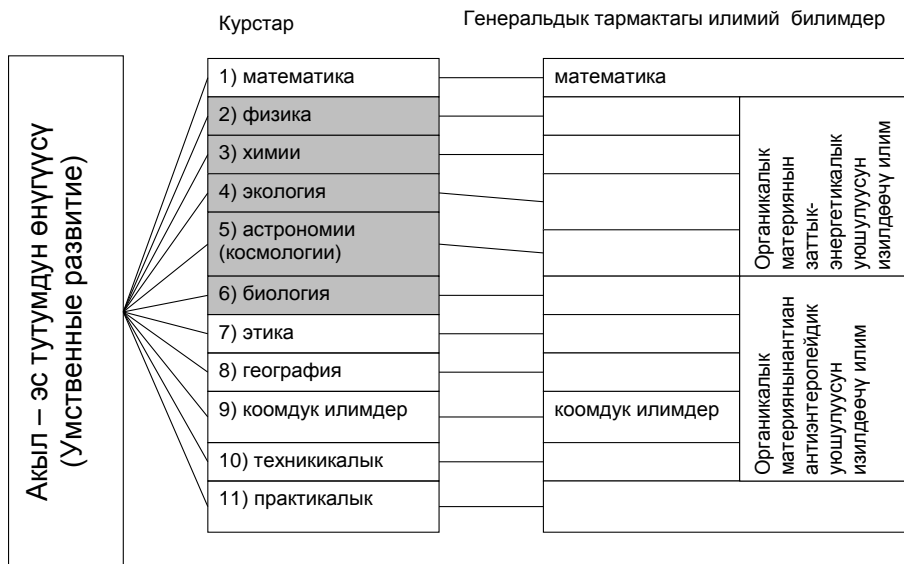 Курстар
Генеральдык тармактагы илимий билимдер
Акыл – эс тутумдун өнүгүүсү
(Умственные развитие)
1) математика
2) физика
3) химии
4) экология
5) астрономии
(космологии)
6) биология
7) этика
8) география
9) коомдук илимдер
10) техникикалык
11) практикалык
математика
коомдук илимдер
Органикалык
материянын
заттык-
энергетикалык
уюшулуусун
изилдөөчү илим
Органикалык
материянынантиан
антиэнтеропейдик
уюшулуусун
изилдөөчү илим